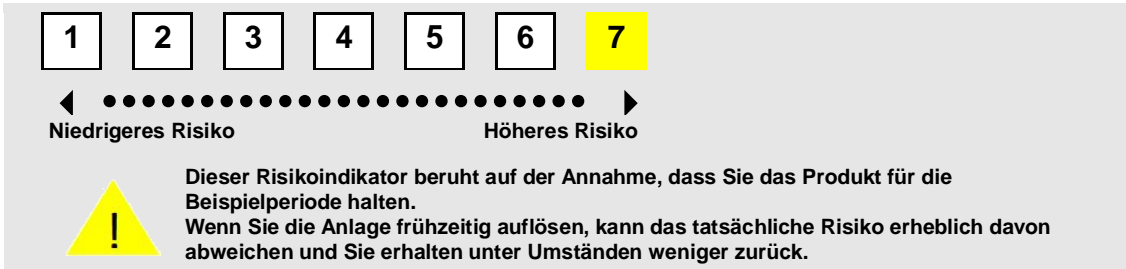 1 2 3 4 5 6 7
Niedrigeres Risiko Höheres Risiko
Dieser Risikoindikator beruht auf der Annahme, dass Sie das Produkt für die
Beispielperiode halten.
Wenn Sie die Anlage frühzeitig auflösen, kann das tatsächliche Risiko erheblich davon
abweichen und Sie erhalten unter Umständen weniger zurück.
!